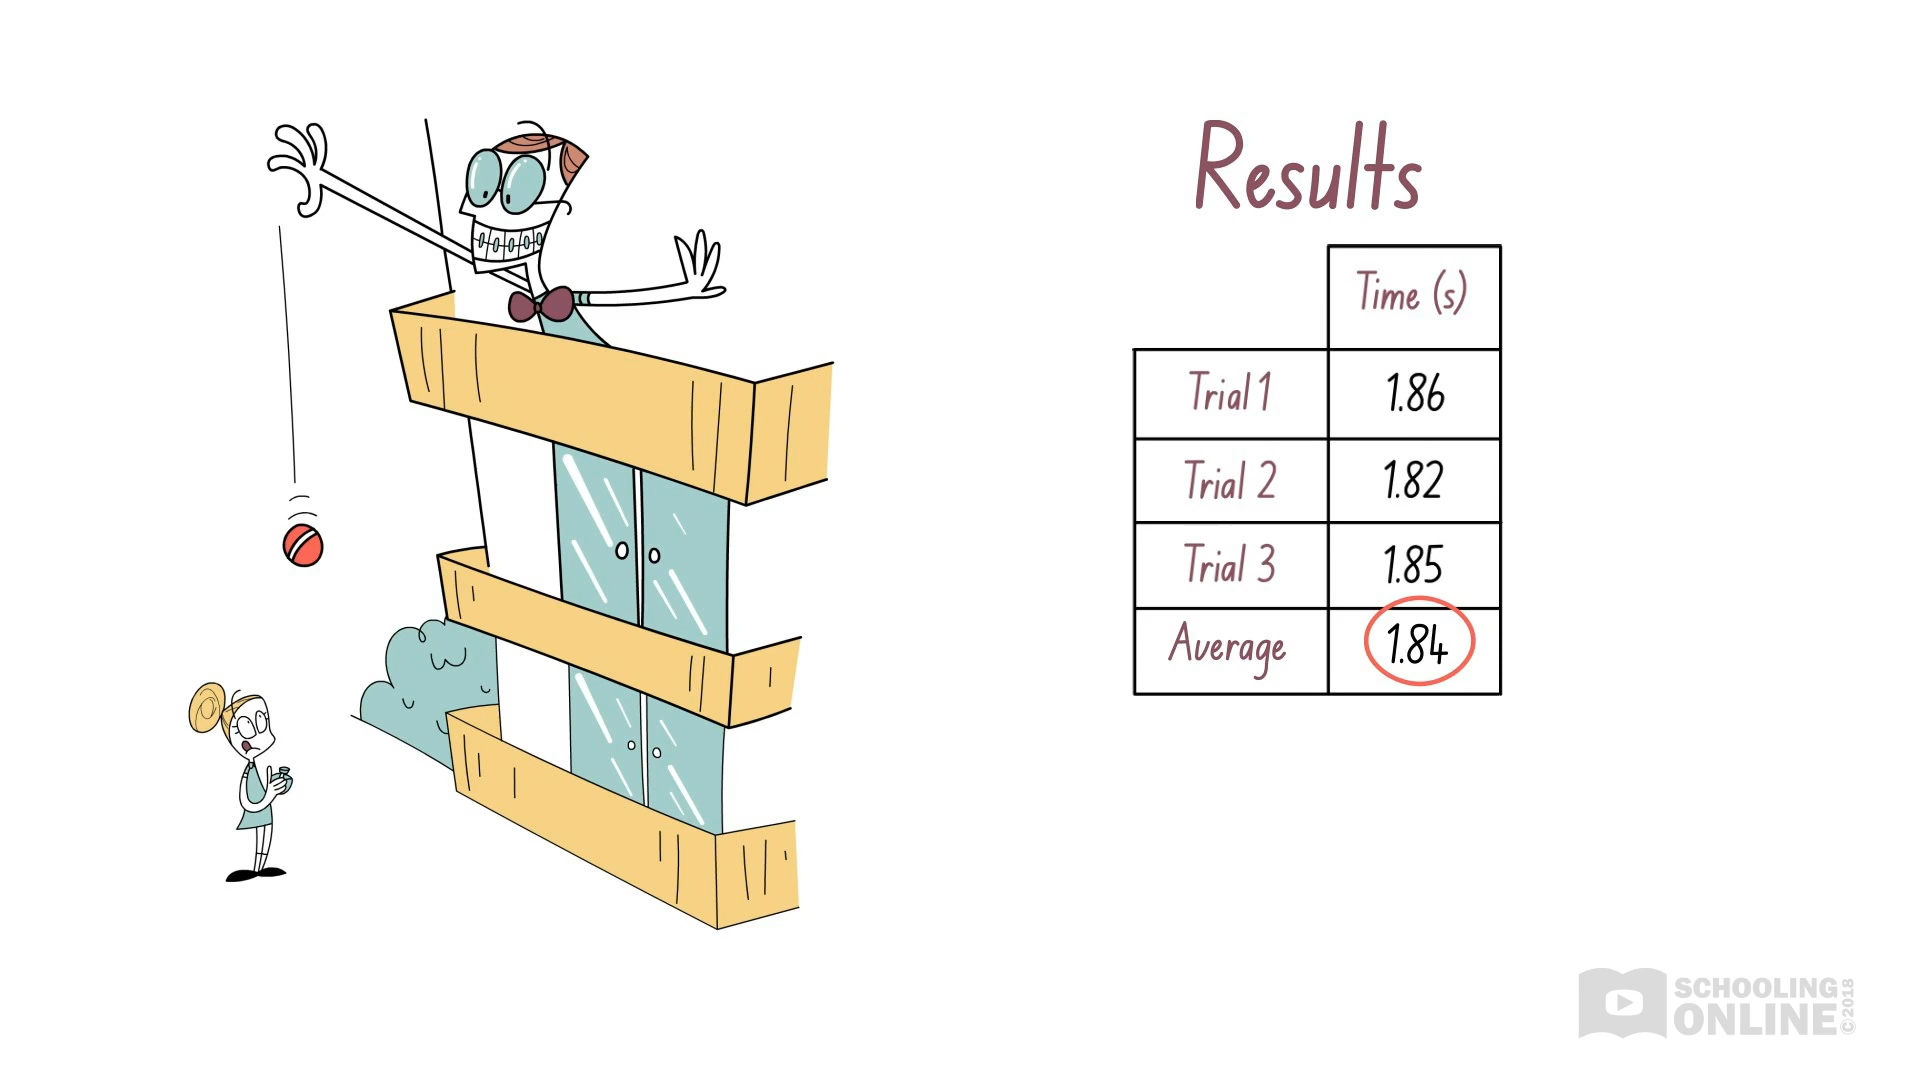 Results
Time (s)
Trial 1 1.86
Trial 2 1.82
Trial 3 1.85
Average 1.84
SCHOOLING
ONLINE
©2018